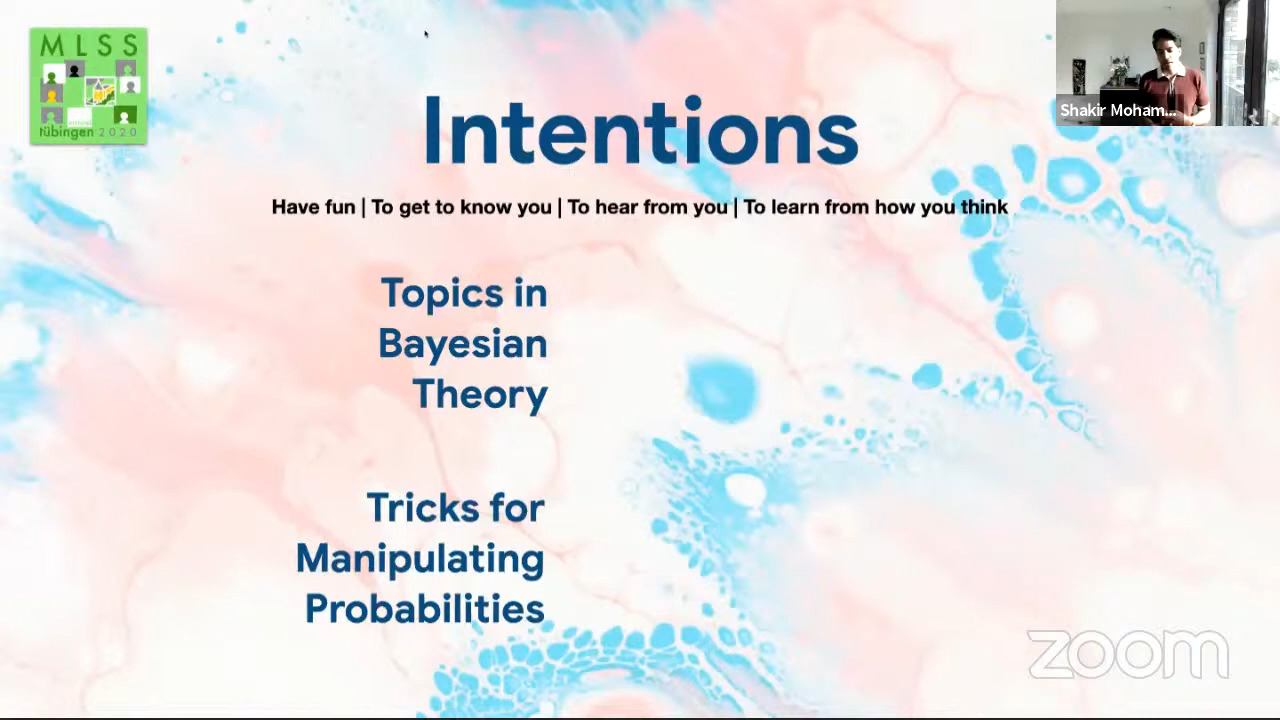 MLSS
tübingen 2020
Shakir Moham...
Intentions
Have fun | To get to know you | To hear from you | To learn from how you think
Topics in
Bayesian
Theory
Tricks for
Manipulating
Probabilities
zoom